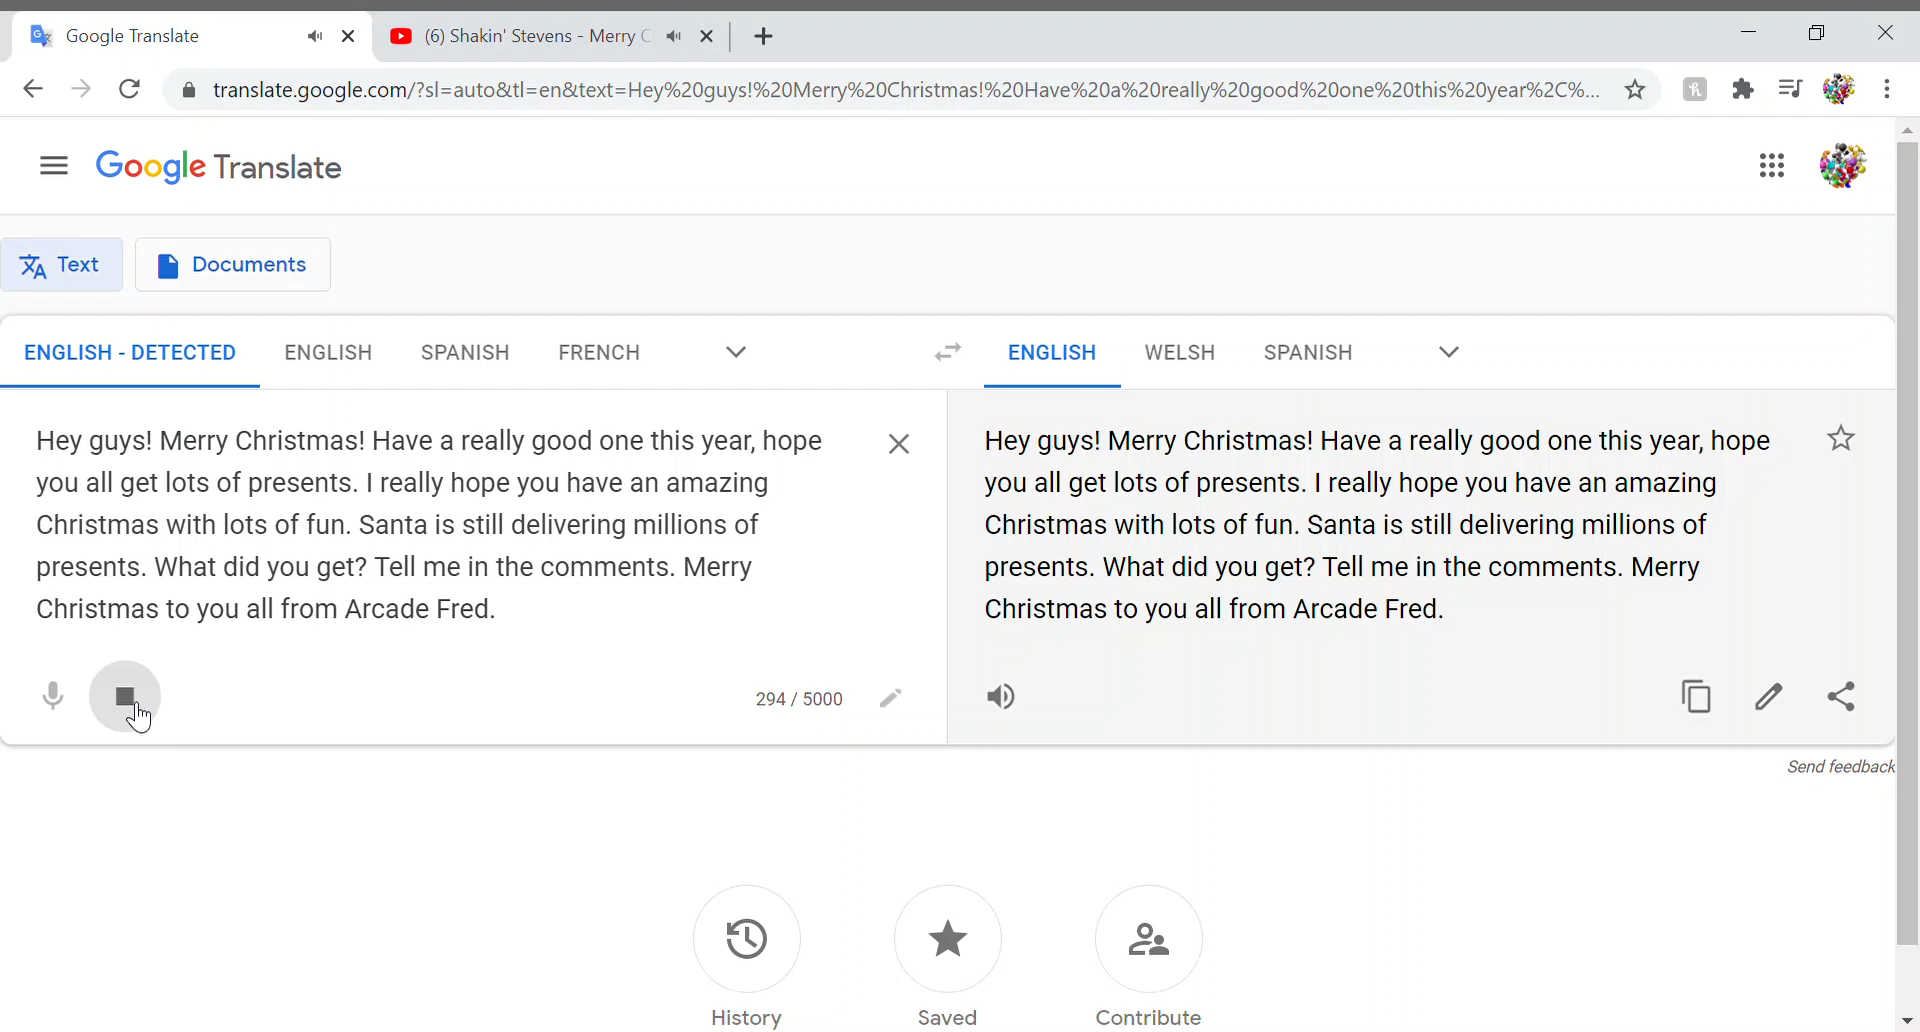 Google Translate
(6) Shakin' Stevens - Merry C
translate.google.com/?sl=auto&tl=en&text=Hey%20guys!%20Merry%20Christmas!%20Have%20a%20really%20good%20one%20this%20year%2C%...
Google Translate
Text
Documents
ENGLISH - DETECTED ENGLISH SPANISH FRENCH
ENGLISH WELSH SPANISH
Hey guys! Merry Christmas! Have a really good one this year, hope
you all get lots of presents. I really hope you have an amazing
Christmas with lots of fun. Santa is still delivering millions of
presents. What did you get? Tell me in the comments. Merry
Christmas to you all from Arcade Fred.
294 / 5000
Hey guys! Merry Christmas! Have a really good one this year, hope
you all get lots of presents. I really hope you have an amazing
Christmas with lots of fun. Santa is still delivering millions of
presents. What did you get? Tell me in the comments. Merry
Christmas to you all from Arcade Fred.
Send feedback
History
Saved
Contribute